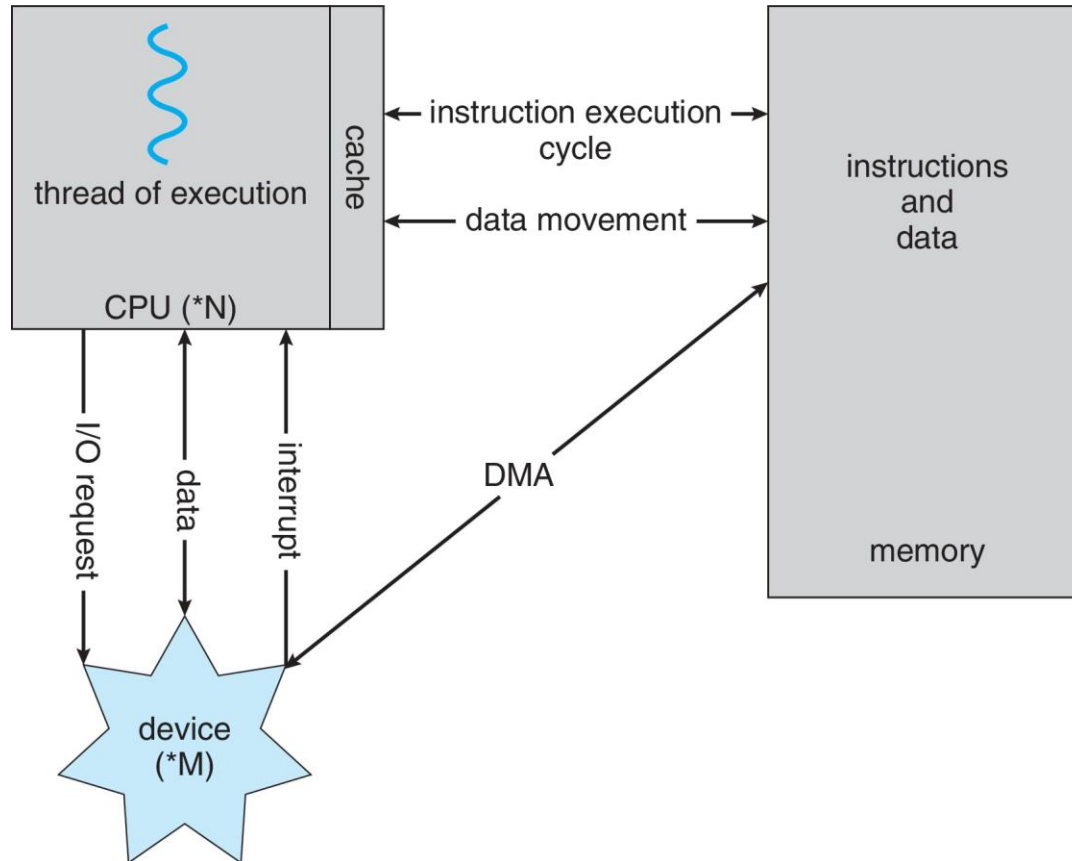 thread of execution
CPU (*N)
cache
instruction execution
cycle
data movement
instructions
and
data
memory
I/O request
data
interrupt
DMA
device
(*M)